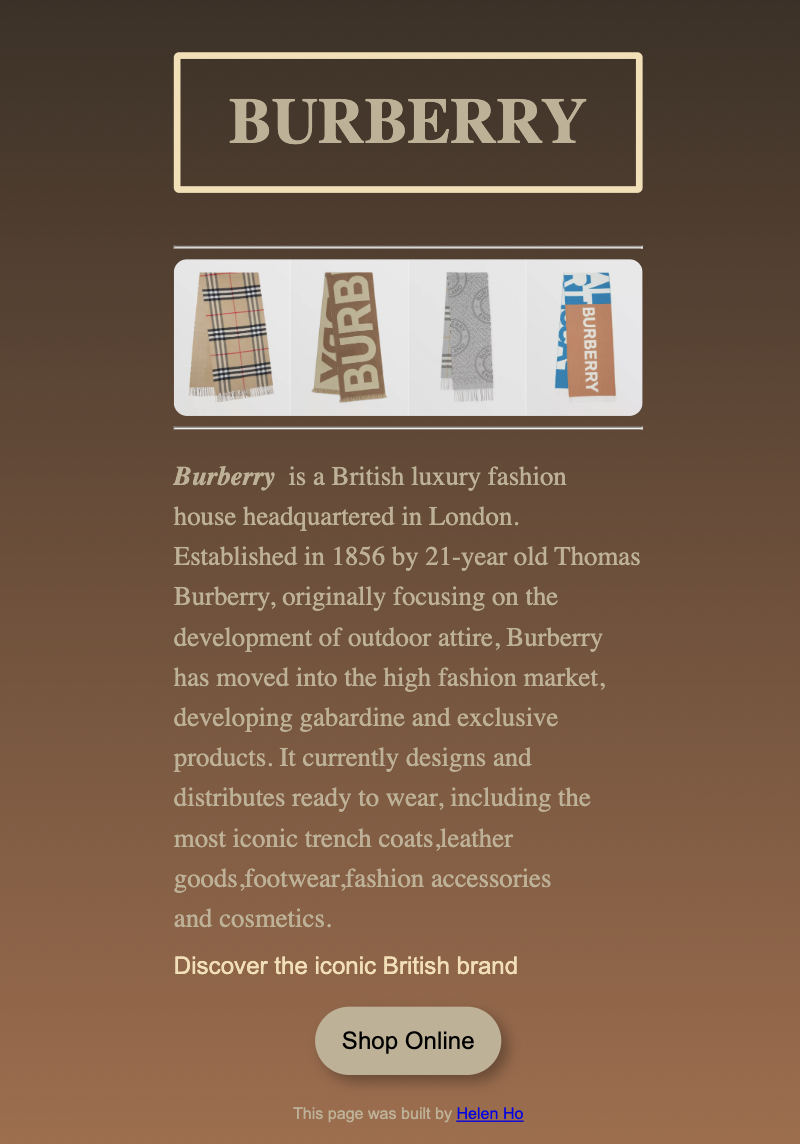 BURBERRY
BURB
BURBERRY
Burberry is a British luxury fashion
house headquartered in London.
Established in 1856 by 21-year old Thomas
Burberry, originally focusing on the
development of outdoor attire, Burberry
has moved into the high fashion market,
developing gabardine and exclusive
products. It currently designs and
distributes ready to wear, including the
most iconic trench coats,leather
goods,footwear,fashion accessories
and cosmetics.
Discover the iconic British brand
Shop Online
This page was built by Helen Ho